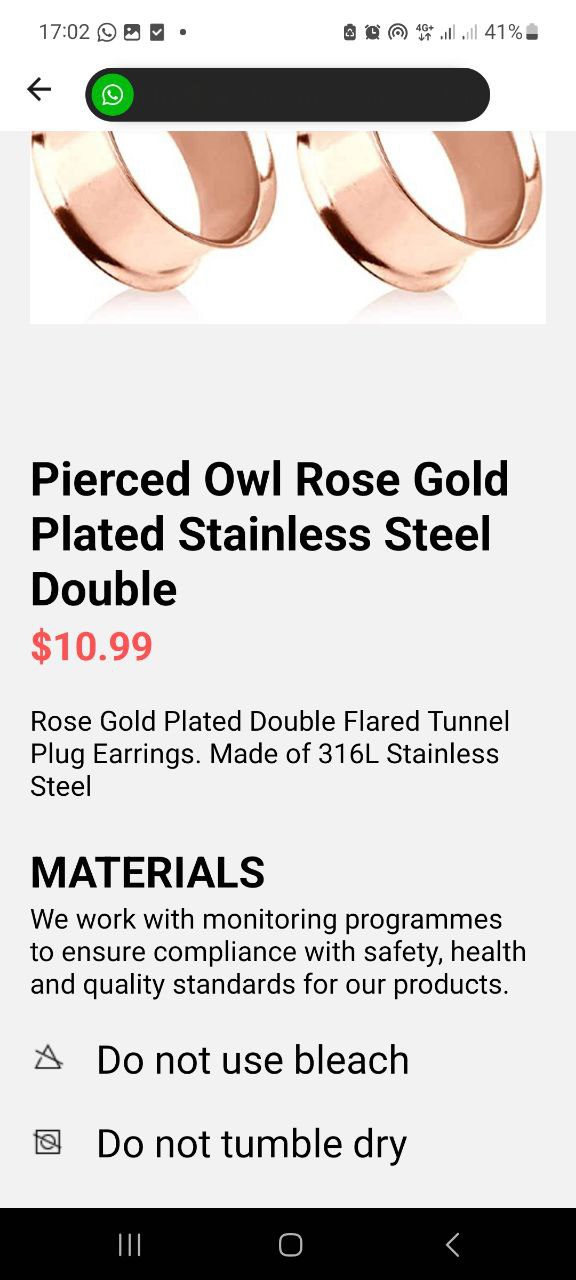 17:02
4G+
41%
Pierced Owl Rose Gold
Plated Stainless Steel
Double
$10.99
Rose Gold Plated Double Flared Tunnel
Plug Earrings. Made of 316L Stainless
Steel
MATERIALS
We work with monitoring programmes
to ensure compliance with safety, health
and quality standards for our products.
Do not use bleach
Do not tumble dry